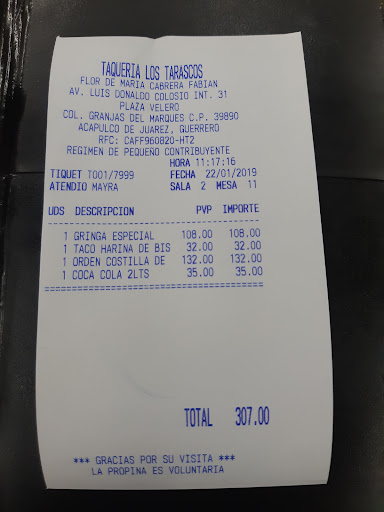 TAQUERIA LOS TARASCOS
FLOR DE MARIA CABRERA FABIAN
AV. LUIS DONALDO COLOSIO INT. 31
PLAZA VELERO
COL. GRANJAS DEL MARQUES C.P. 39890
ACAPULCO DE JUAREZ, GUERRERO
RFC: CAFF960820-HT2
REGIMEN DE PEQUEÑO CONTRIBUYENTE
HORA 11:17:16
TIQUET T001/7999 FECHA 22/01/2019
ATENDIO MAYRA SALA 2 MESA 11
UDS DESCRIPCION PVP IMPORTE
1 GRINGA ESPECIAL 108.00 108.00
1 TACO HARINA DE BIS 32.00 32.00
1 ORDEN COSTILLA DE 132.00 132.00
1 COCA COLA 2LTS 35.00 35.00
TOTAL 307.00
*** GRACIAS POR SU VISITA ***
LA PROPINA ES VOLUNTARIA